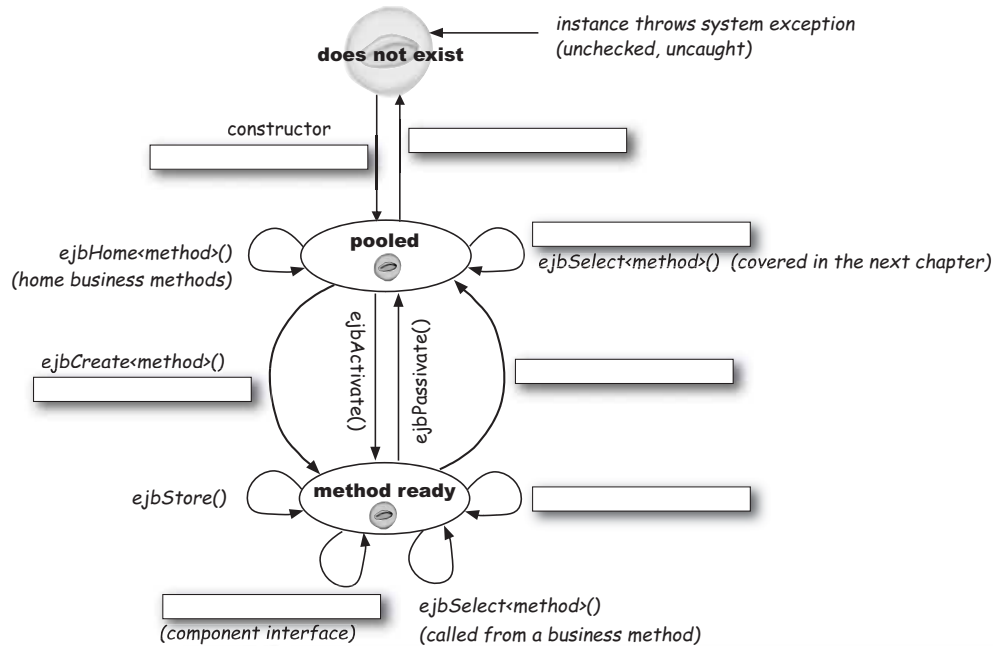 instance throws system exception
(unchecked, uncaught)
does not exist
constructor
pooled
ejbHome<method>()
(home business methods)
ejbSelect<method>() (covered in the next chapter)
ejbActivate()
ejbPassivate()
ejbCreate<method>()
method ready
ejbStore()
ejbSelect<method>()
(called from a business method)
(component interface)